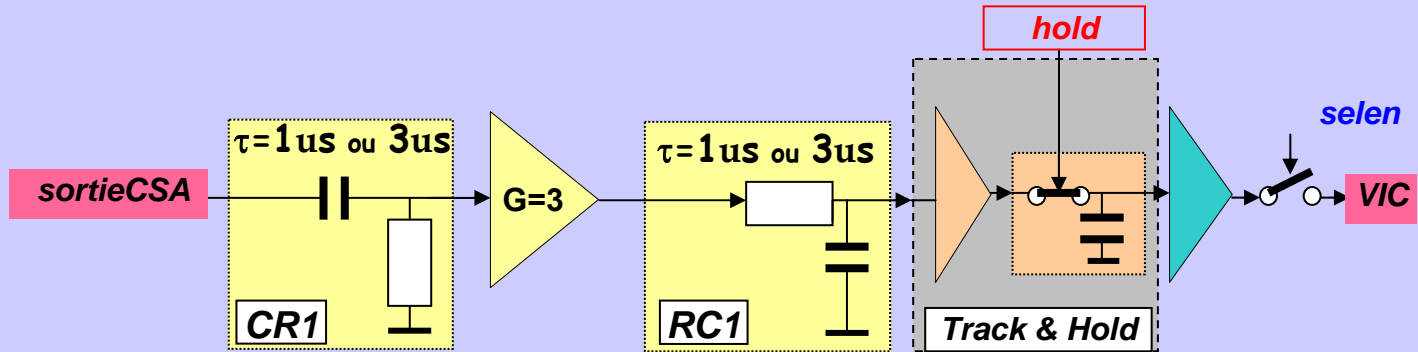 hold
selen
τ=1us ou 3us
τ=1us ou 3us
sortieCSA
G=3
VIC
CR1
RC1
Track & Hold